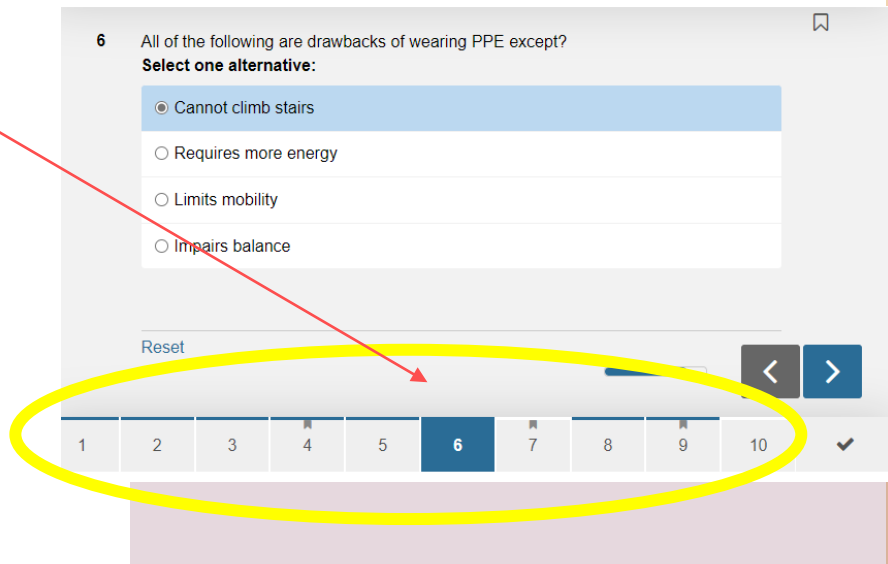 6 All of the following are drawbacks of wearing PPE except?
Select one alternative:
Cannot climb stairs
Requires more energy
Limits mobility
Impairs balance
Reset
1 2 3 4 5 6 7 8 9 10